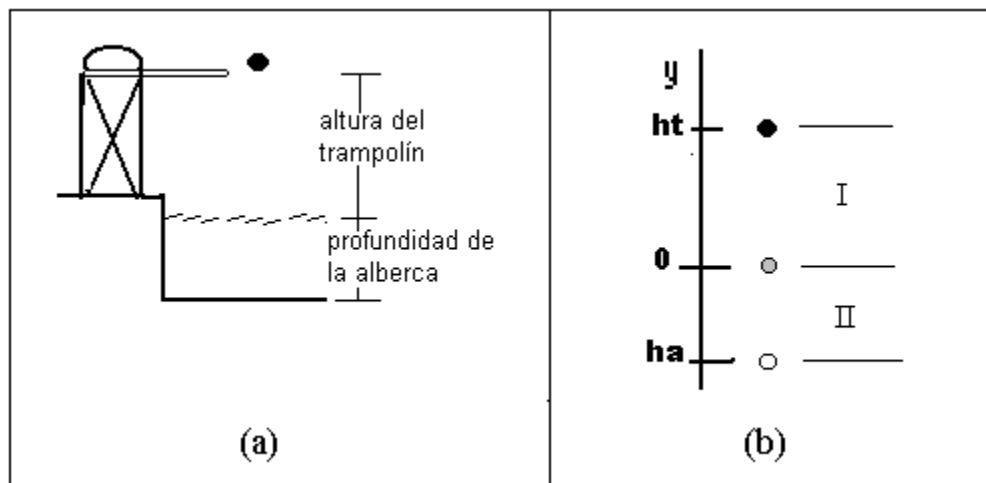 altura del
trampolín
profundidad de
la alberca
(a)
y
ht
I
0
II
ha
(b)